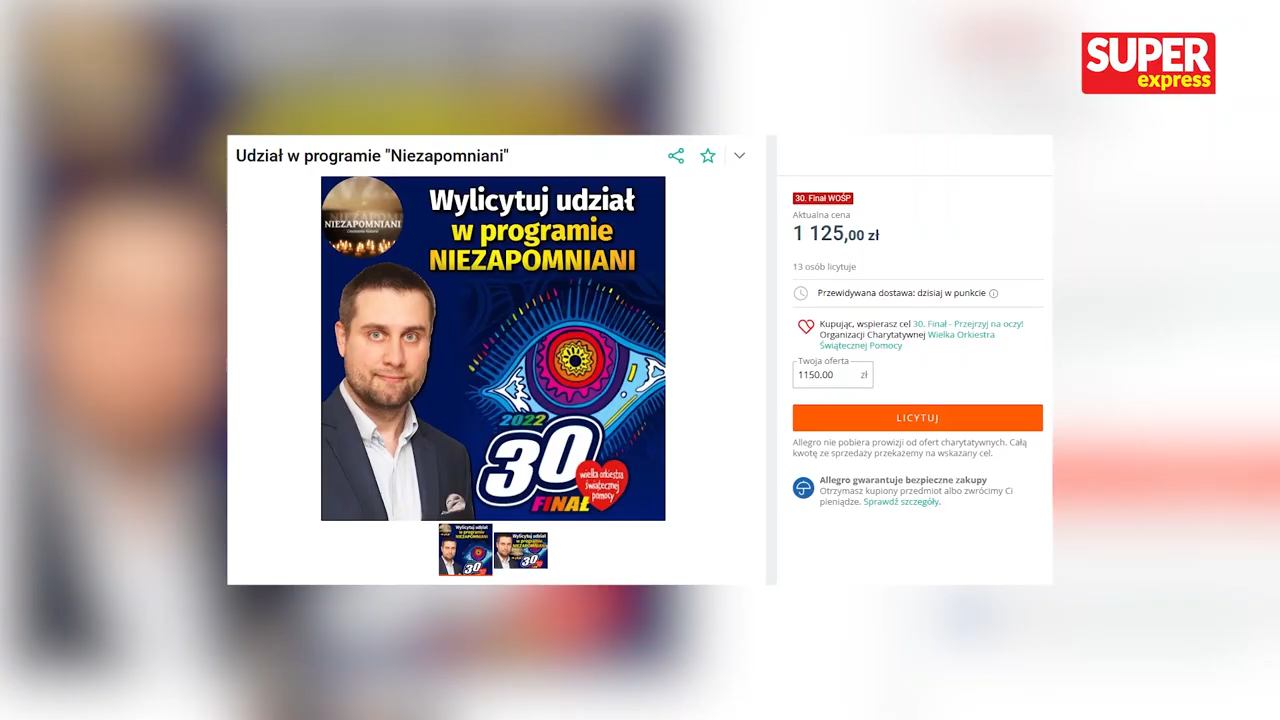 SUPER
express
Udział w programie "Niezapomniani"
Wylicytuj udział
w programie
NIEZAPOMNIANI
NIEZAPOMNIANI
2022
30
FINAŁ
wielka orkiestra
świątecznej
pomocy
30. Finał WOŚP
Aktualna cena
1 125,00 zł
13 osób licytuje
Przewidywana dostawa: dzisiaj w punkcie
Kupując, wspierasz cel 30. Finał - Przejrzyj na oczy!
Organizacji Charytatywnej Wielka Orkiestra
Świątecznej Pomocy
Twoja oferta
1150.00 zł
LICYTUJ
Allegro nie pobiera prowizji od ofert charytatywnych. Całą
kwotę ze sprzedaży przekażemy na wskazany cel.
Allegro gwarantuje bezpieczne zakupy
Otrzymasz kupiony przedmiot albo zwrócimy Ci
pieniądze. Sprawdź szczegóły.